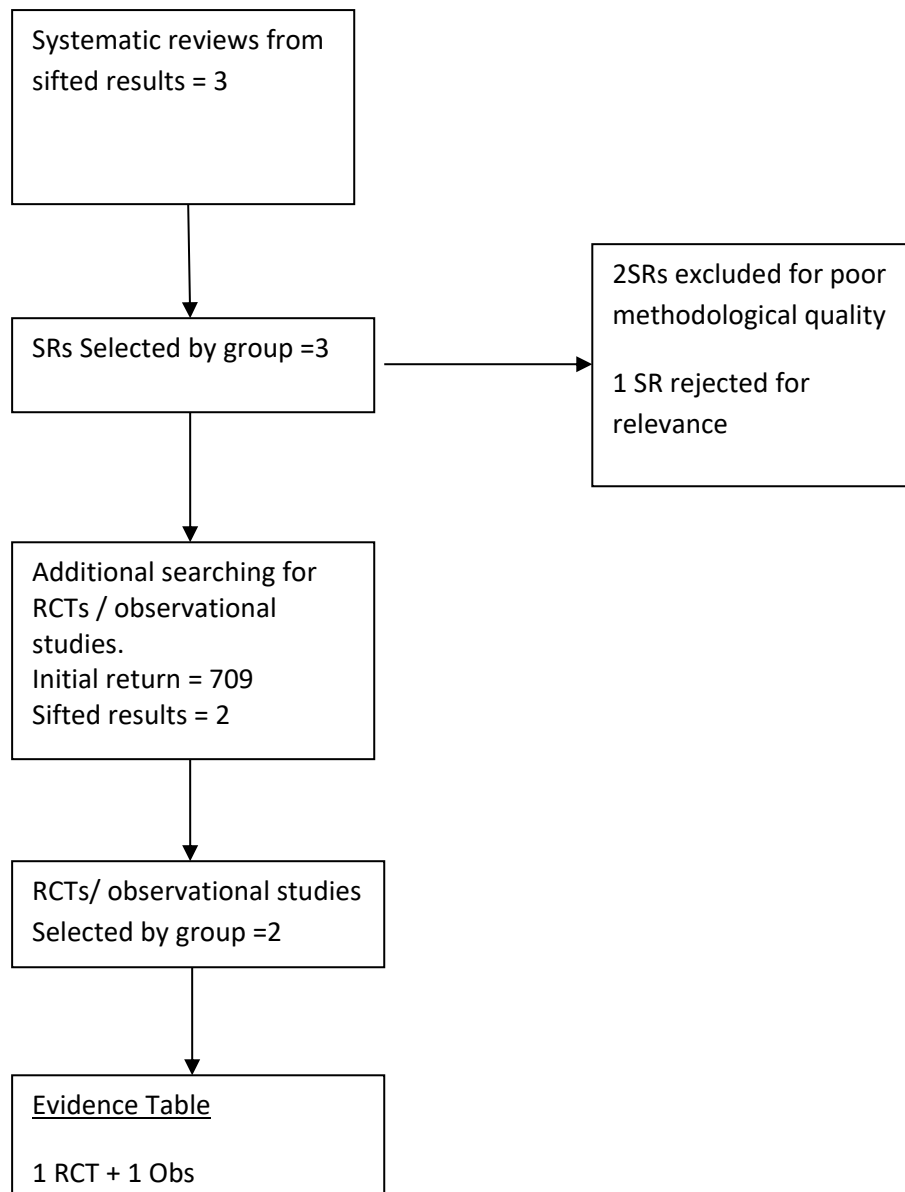 Systematic reviews from
sifted results = 3
2SRs excluded for poor
methodological quality
1 SR rejected for
relevance
SRs Selected by group =3
Additional searching for
RCTs / observational
studies.
Initial return = 709
Sifted results = 2
RCTs/ observational studies
Selected by group =2
Evidence Table
1 RCT + 1 Obs